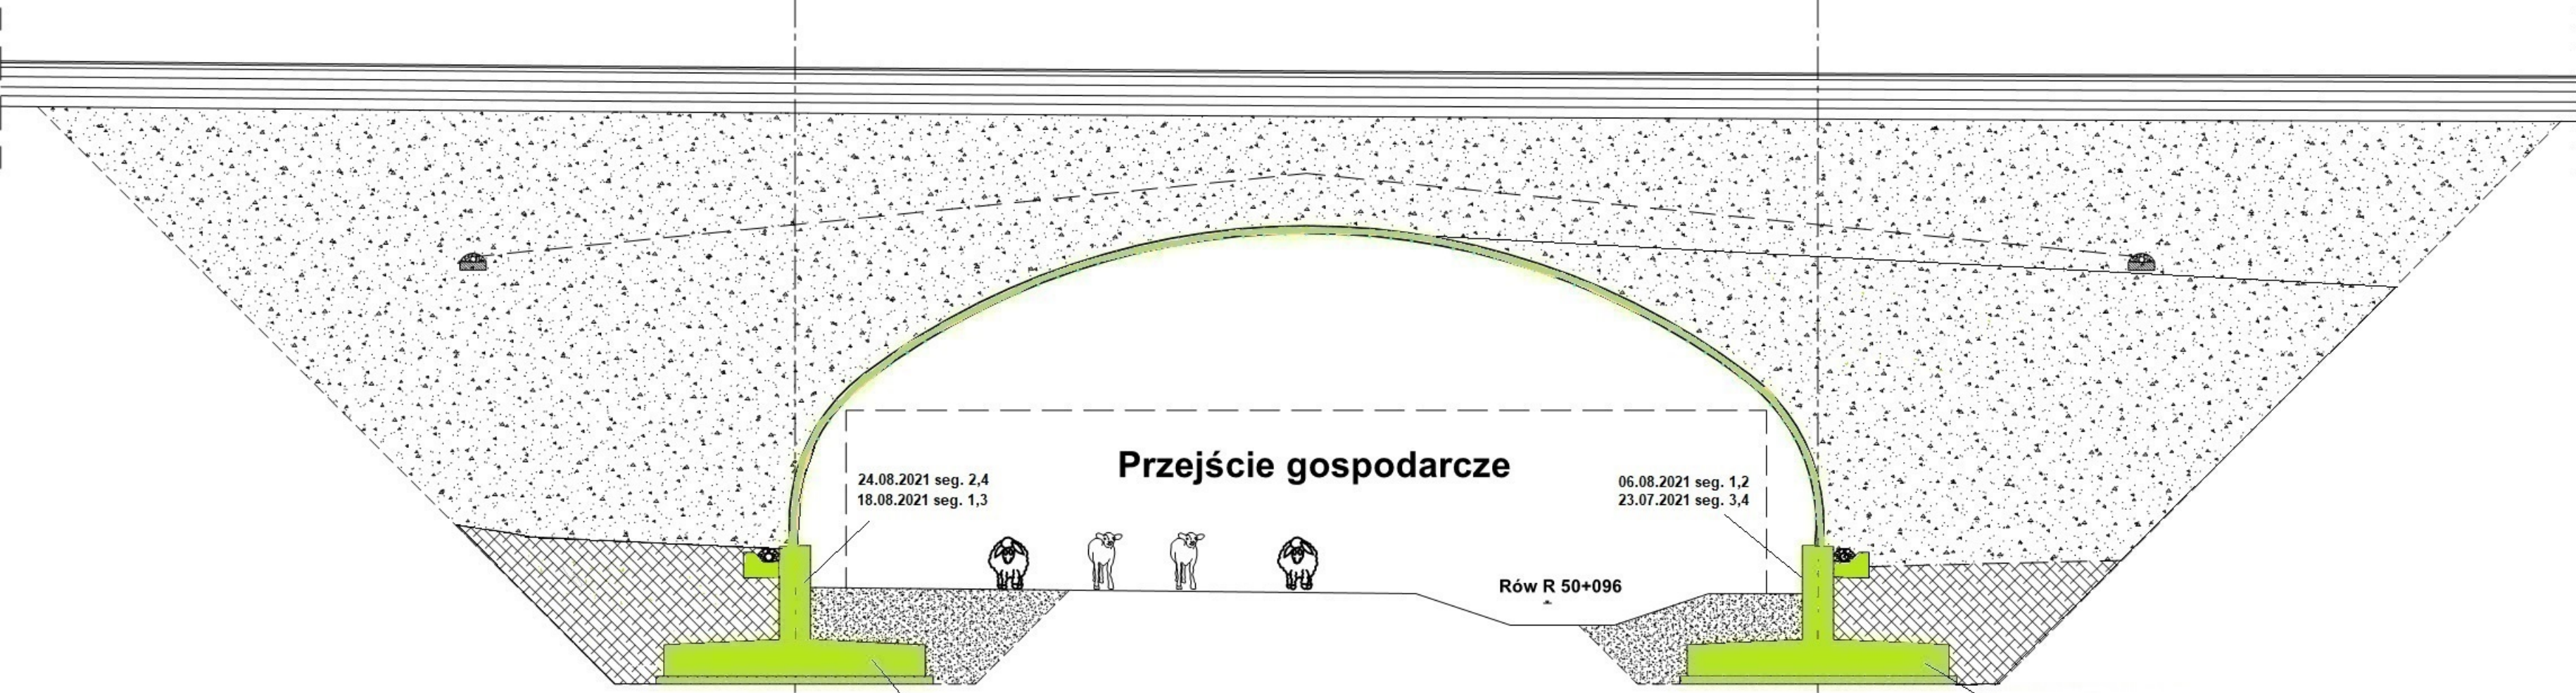 Przejście gospodarcze
24.08.2021 seg. 2,4
18.08.2021 seg. 1,3
06.08.2021 seg. 1,2
23.07.2021 seg. 3,4
Rów R 50+096